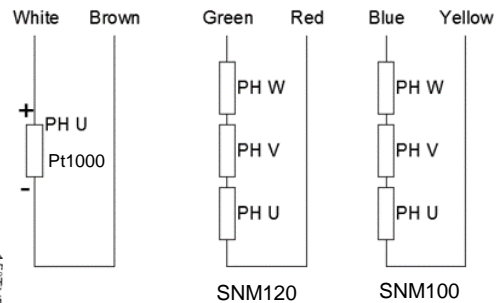 White Brown Green Red Blue Yellow
PH W PH W
+
PH U
Pt1000 PH V PH V
-
PH U PH U
SNM120 SNM100